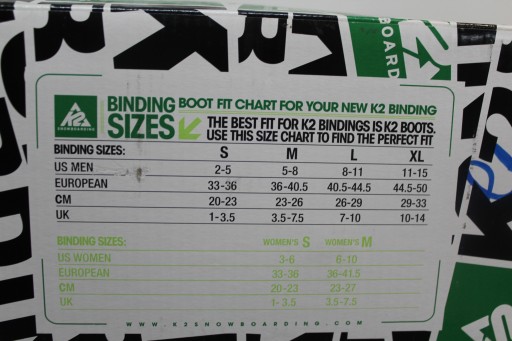 BOARD
K2
SNOWBOARDING
BINDING SIZES
BOOT FIT CHART FOR YOUR NEW K2 BINDING
THE BEST FIT FOR K2 BINDINGS IS K2 BOOTS.
USE THIS SIZE CHART TO FIND THE PERFECT FIT
BINDING SIZES: S M L XL
US MEN 2-5 5-8 8-11 11-15
EUROPEAN 33-36 36-40.5 40.5-44.5 44.5-50
CM 20-23 23-26 26-29 29-33
UK 1-3.5 3.5-7.5 7-10 10-14
BINDING SIZES: WOMEN'S S WOMEN'S M
US WOMEN 3-6 6-10
EUROPEAN 33-36 36-41.5
CM 20-23 23-27
UK 1-3.5 3.5-7.5
WWW.K2SNOWBOARDING.COM